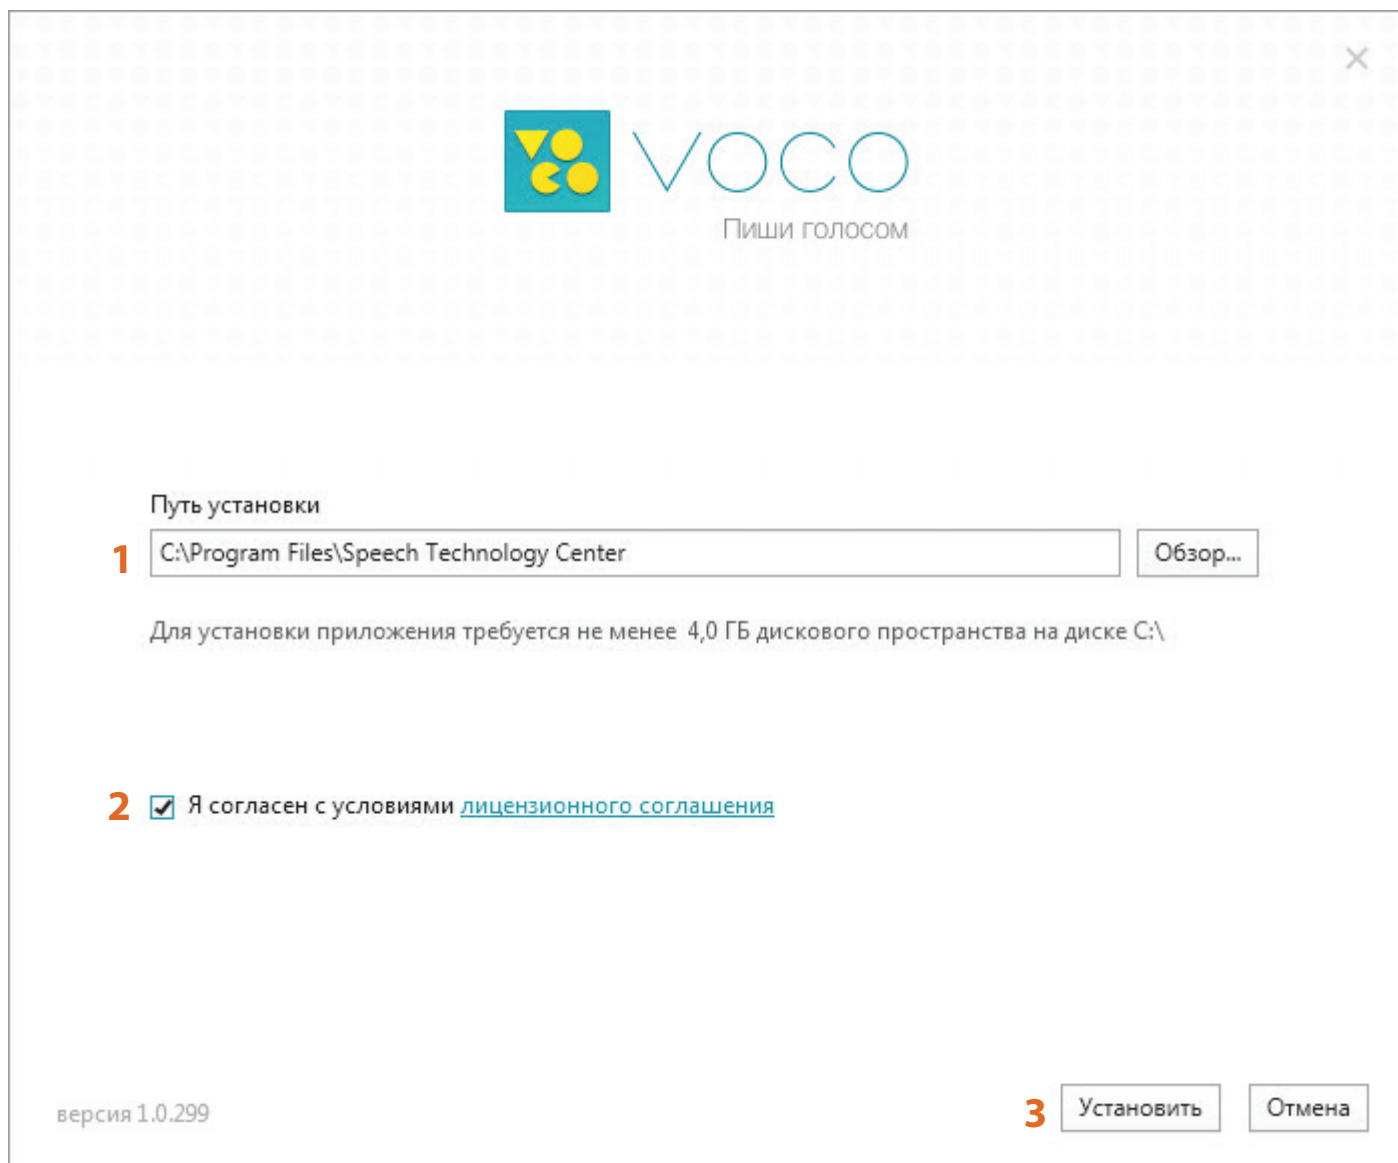 VOCO
Пиши голосом
Путь установки
1 C:\Program Files\Speech Technology Center Обзор...
Для установки приложения требуется не менее 4,0 ГБ дискового пространства на диске C:\
2 Я согласен с условиями лицензионного соглашения
версия 1.0.299 3 Установить Отмена